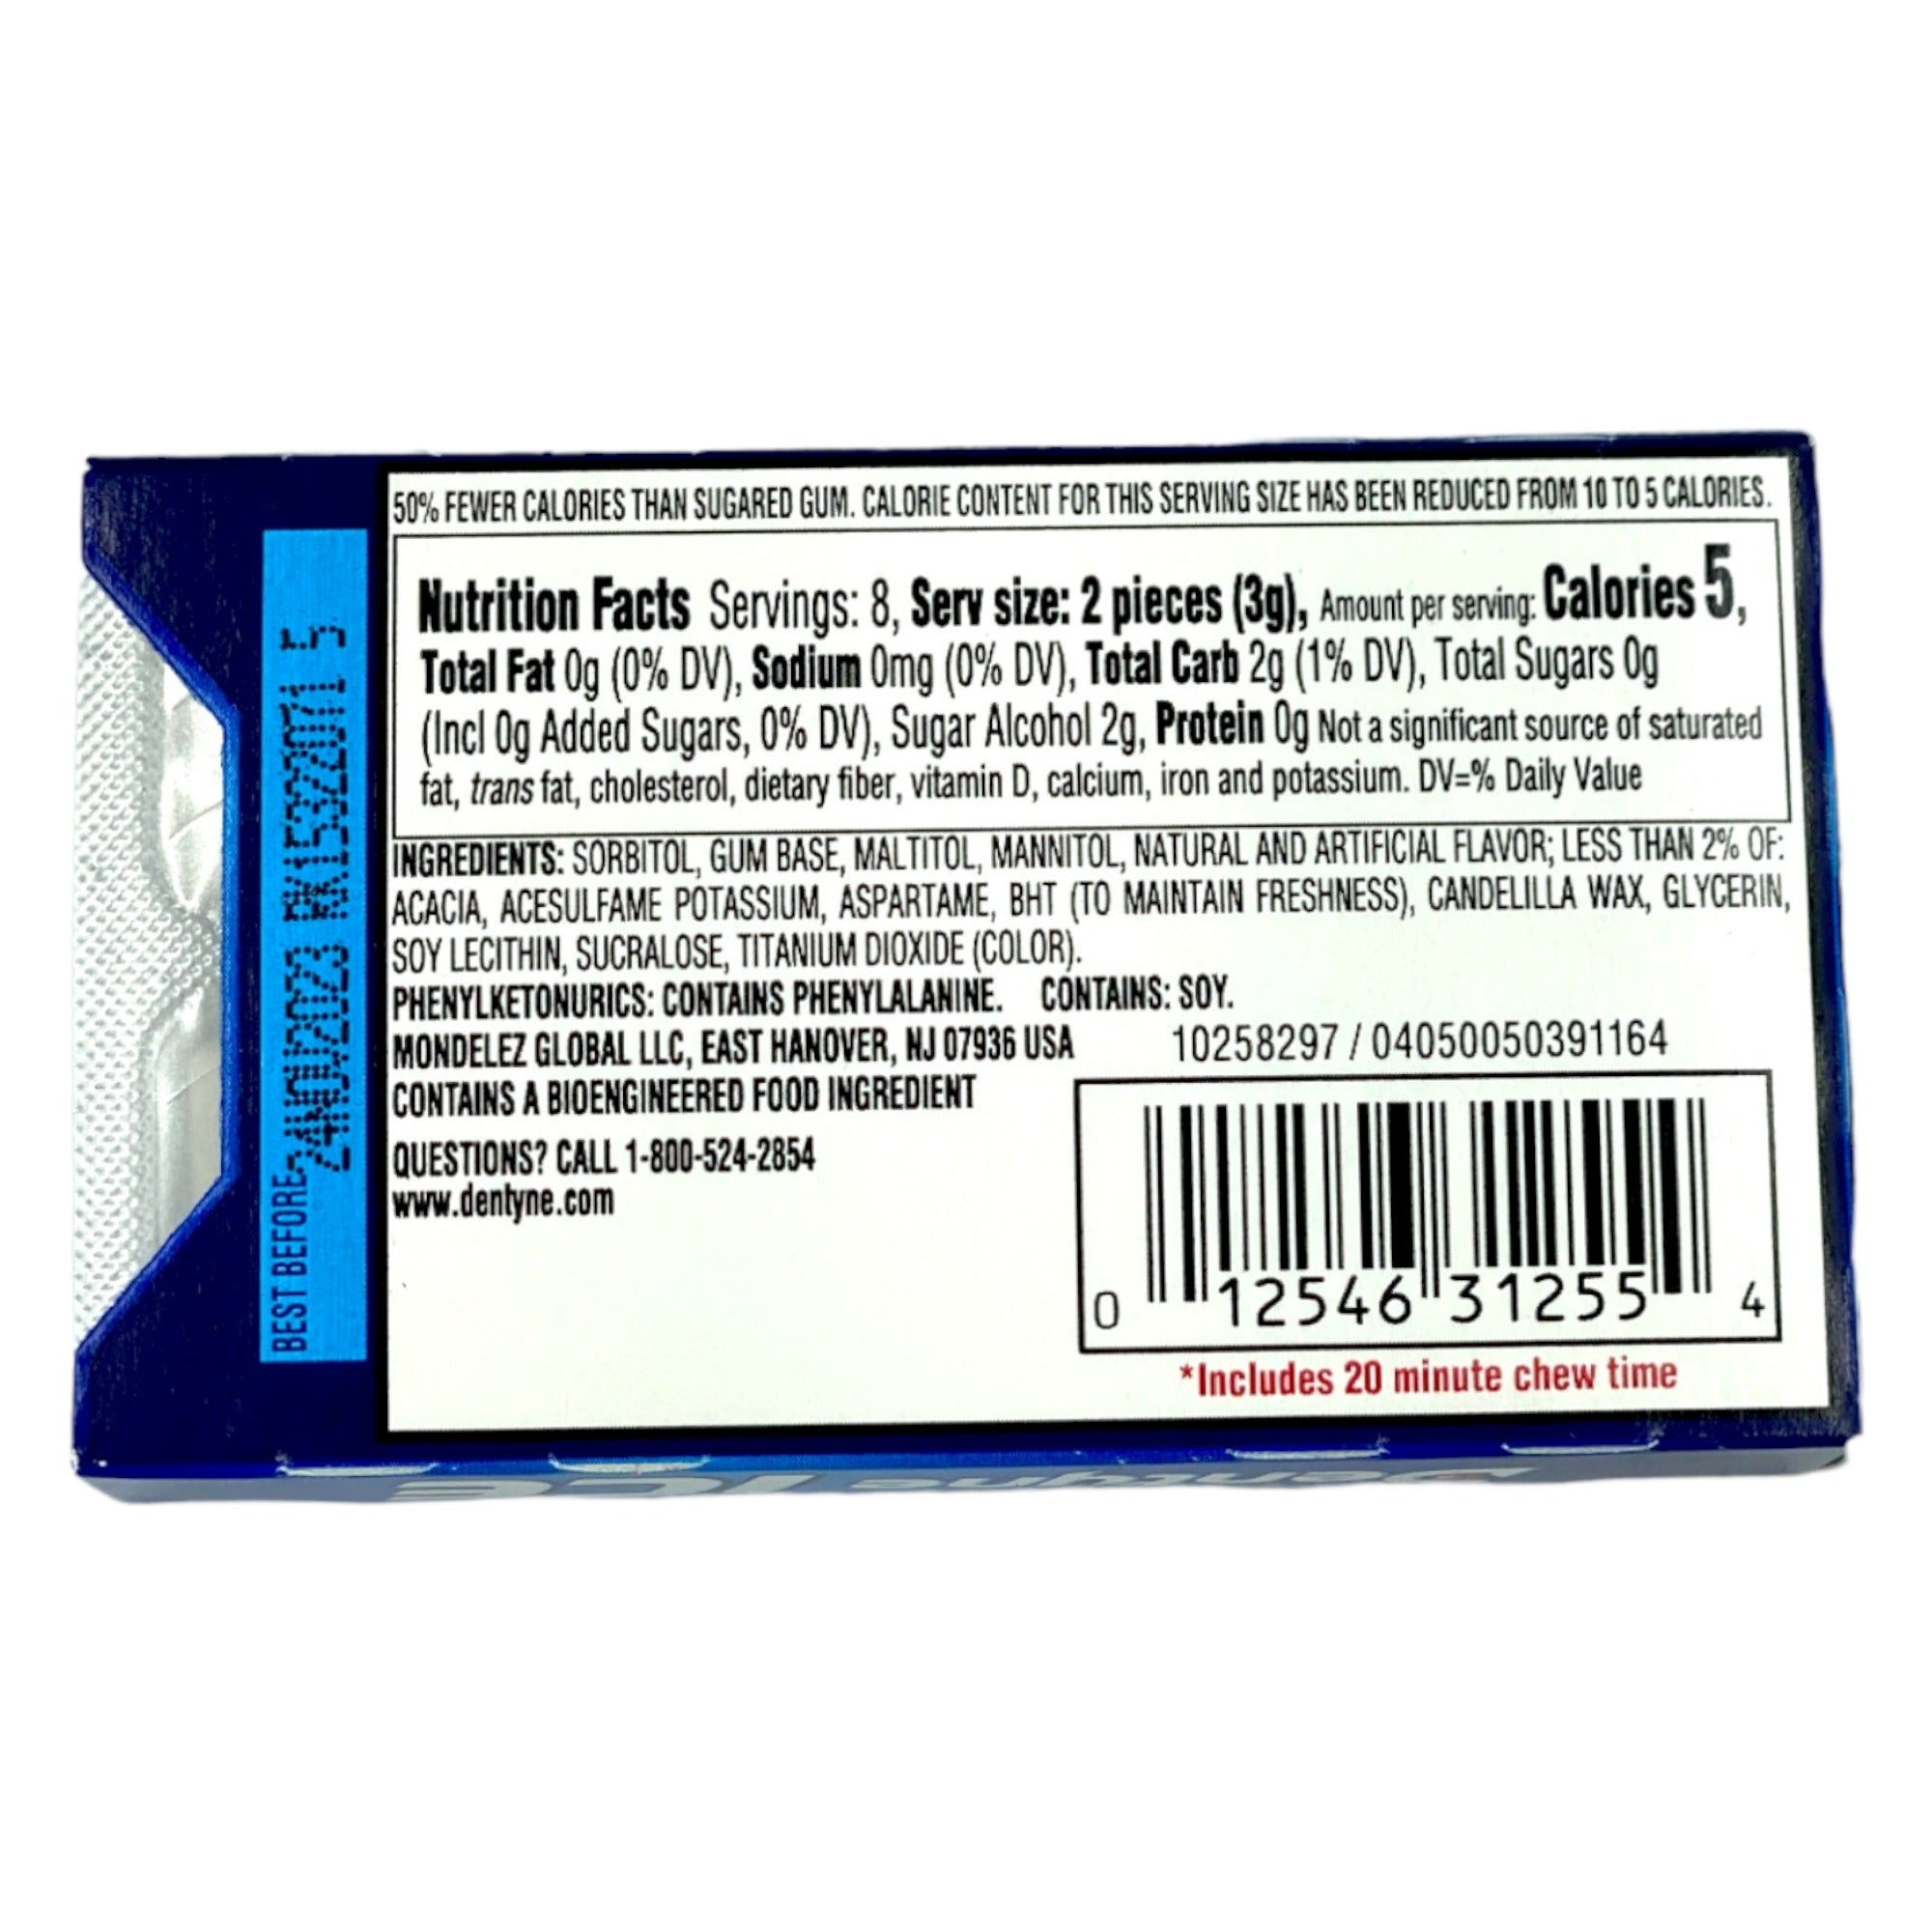 50% FEWER CALORIES THAN SUGARED GUM. CALORIE CONTENT FOR THIS SERVING SIZE HAS BEEN REDUCED FROM 10 TO 5 CALORIES.
Nutrition Facts Servings: 8, Serv size: 2 pieces (3g), Amount per serving: Calories 5,
Total Fat 0g (0% DV), Sodium 0mg (0% DV), Total Carb 2g (1% DV), Total Sugars 0g
(Incl 0g Added Sugars, 0% DV), Sugar Alcohol 2g, Protein 0g Not a significant source of saturated
fat, trans fat, cholesterol, dietary fiber, vitamin D, calcium, iron and potassium. DV=% Daily Value
INGREDIENTS: SORBITOL, GUM BASE, MALTITOL, MANNITOL, NATURAL AND ARTIFICIAL FLAVOR; LESS THAN 2% OF:
ACACIA, ACESULFAME POTASSIUM, ASPARTAME, BHT (TO MAINTAIN FRESHNESS), CANDELILLA WAX, GLYCERIN,
SOY LECITHIN, SUCRALOSE, TITANIUM DIOXIDE (COLOR).
PHENYLKETONURICS: CONTAINS PHENYLALANINE. CONTAINS: SOY.
MONDELEZ GLOBAL LLC, EAST HANOVER, NJ 07936 USA 10258297 / 04050050391164
CONTAINS A BIOENGINEERED FOOD INGREDIENT
QUESTIONS? CALL 1-800-524-2854
www.dentyne.com
0 12546 31255 4
*Includes 20 minute chew time
BEST BEFORE 24NOV2023 5
Dentyne ICE